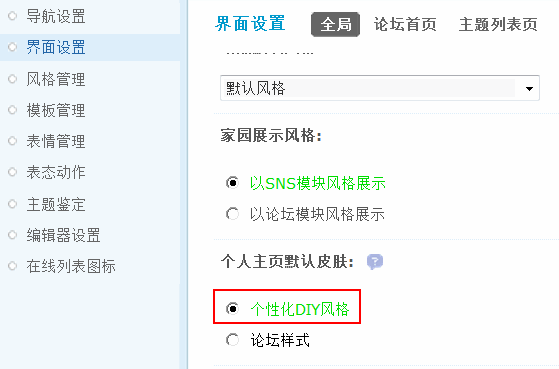 导航设置
界面设置
风格管理
模板管理
表情管理
表态动作
主题鉴定
编辑器设置
在线列表图标
界面设置 全局 论坛首页 主题列表页
默认风格
家园展示风格:
以SNS模块风格展示
以论坛模块风格展示
个人主页默认皮肤: ?
个性化DIY风格
论坛样式